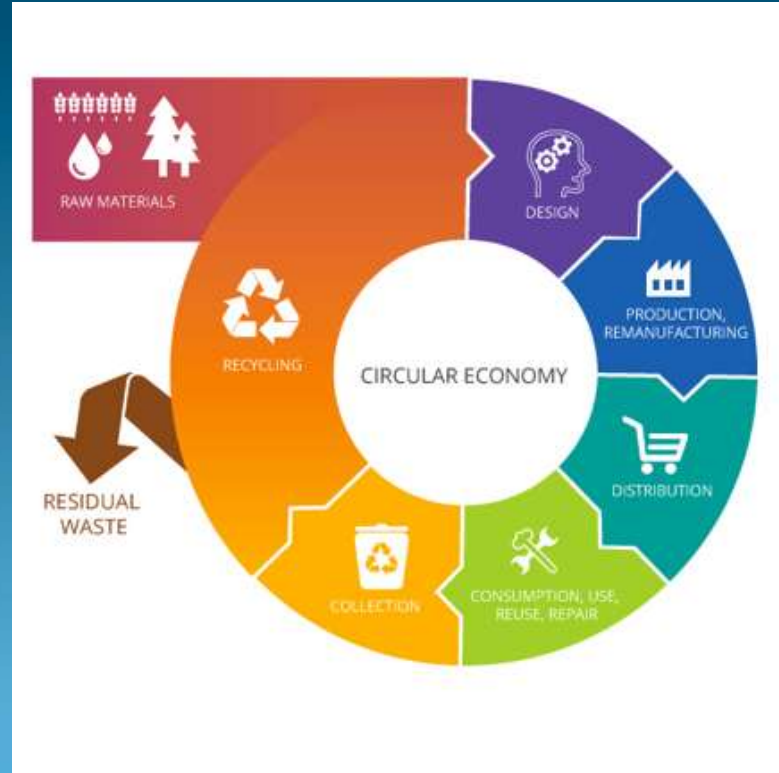 RAW MATERIALS
DESIGN
PRODUCTION,
REMANUFACTURING
RECYCLING
CIRCULAR ECONOMY
DISTRIBUTION
RESIDUAL
WASTE
CONSUMPTION, USE,
REUSE, REPAIR
COLLECTION